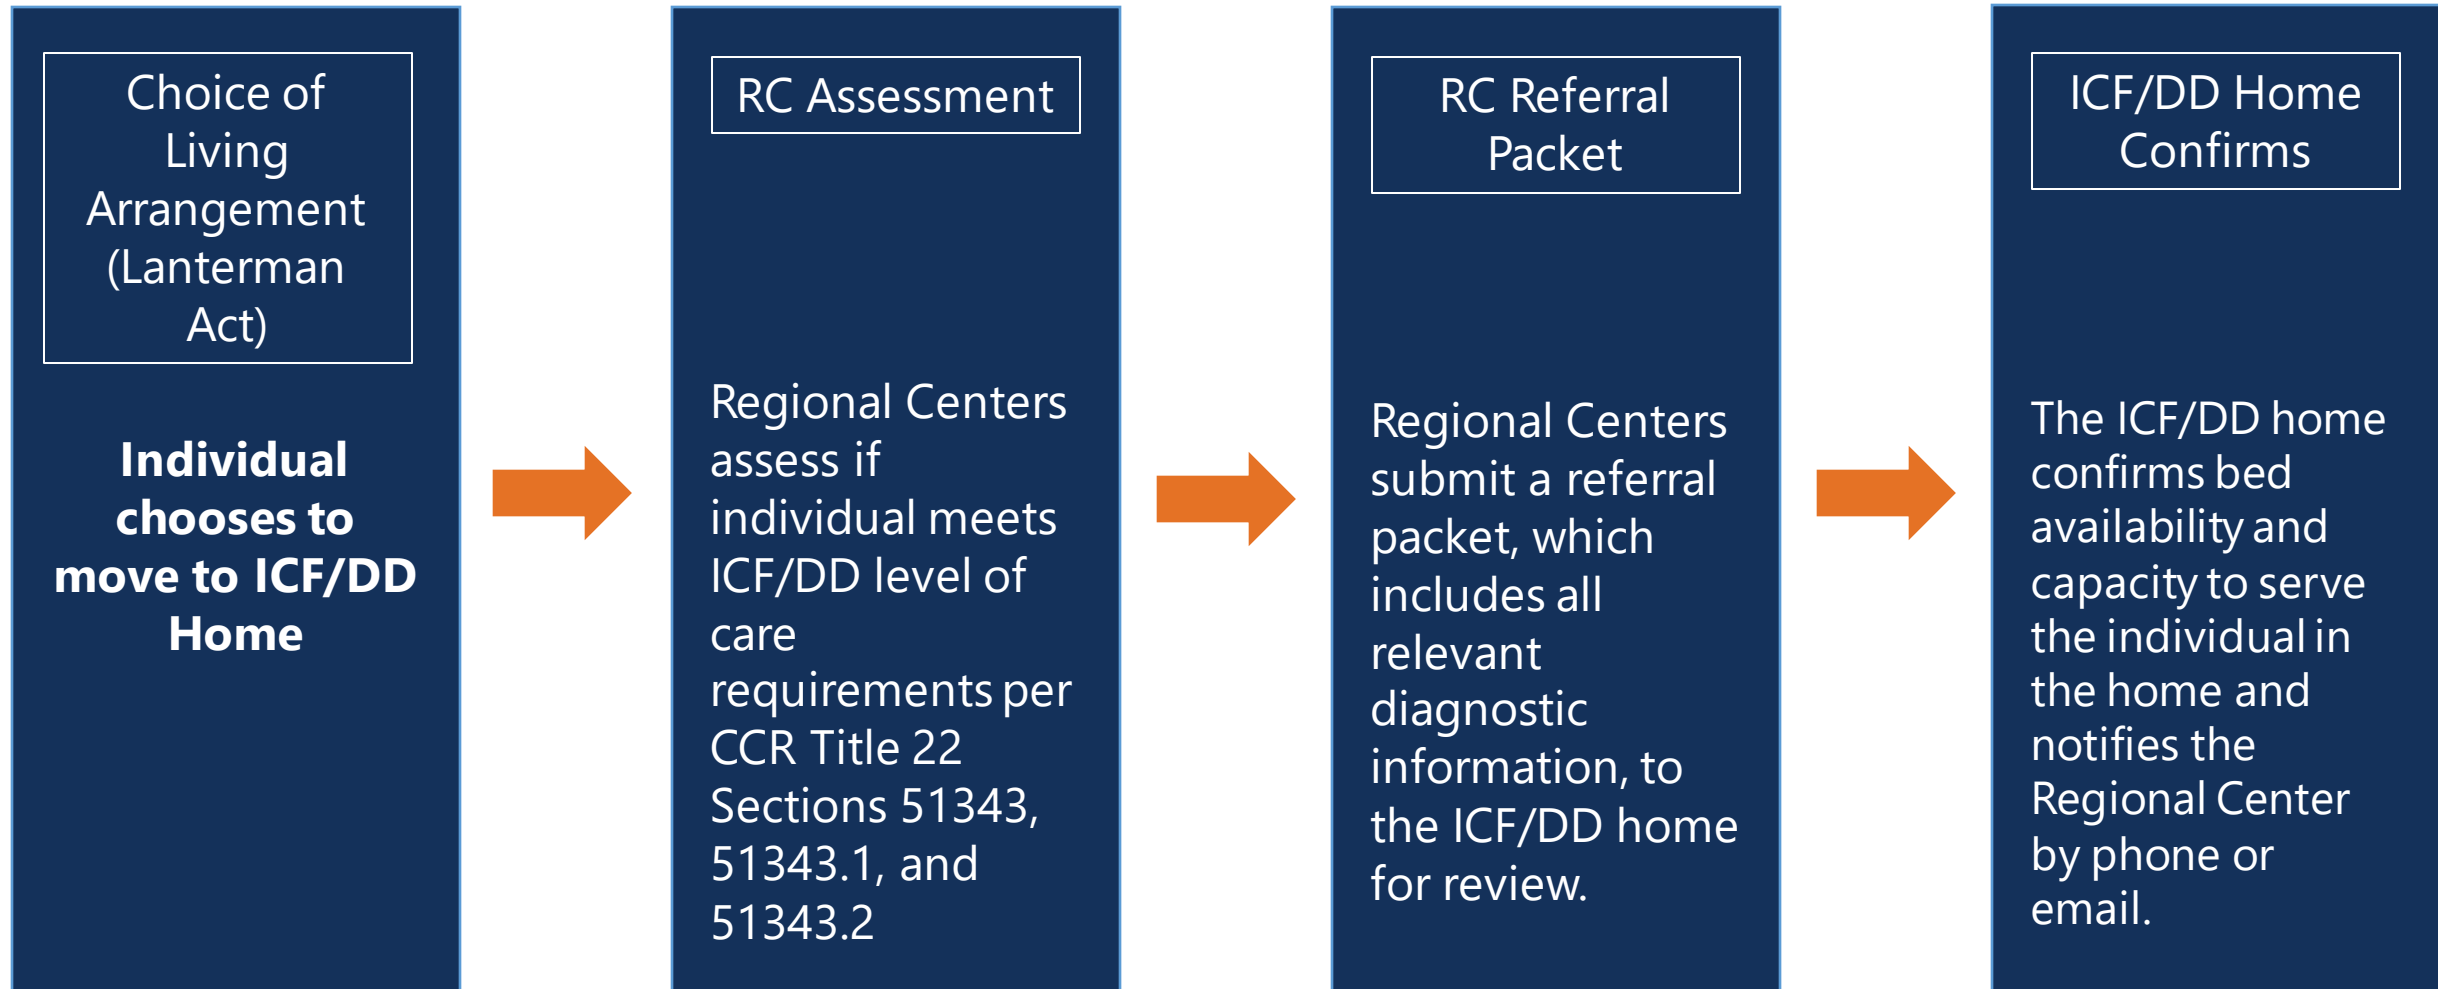 Choice of
Living
Arrangement
(Lanterman
Act)
Individual
chooses to
move to ICF/DD
Home
RC Assessment
Regional Centers
assess if
individual meets
ICF/DD level of
care
requirements per
CCR Title 22
Sections 51343,
51343.1, and
51343.2
RC Referral
Packet
Regional Centers
submit a referral
packet, which
includes all
relevant
diagnostic
information, to
the ICF/DD home
for review.
ICF/DD Home
Confirms
The ICF/DD home
confirms bed
availability and
capacity to serve
the individual in
the home and
notifies the
Regional Center
by phone or
email.